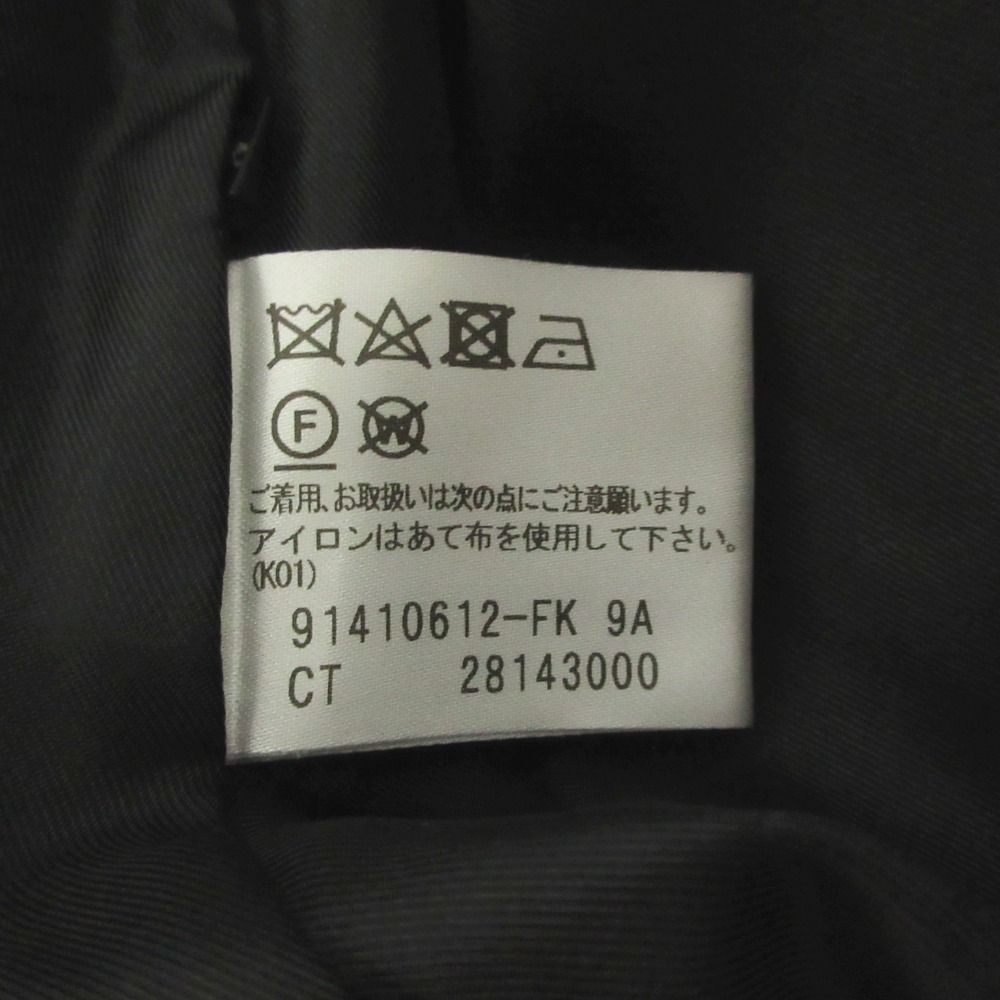 F W
ご着用、お取扱いは次の点にご注意願います。
アイロンはあて布を使用して下さい。
(K01)
91410612-FK 9A
CT 28143000